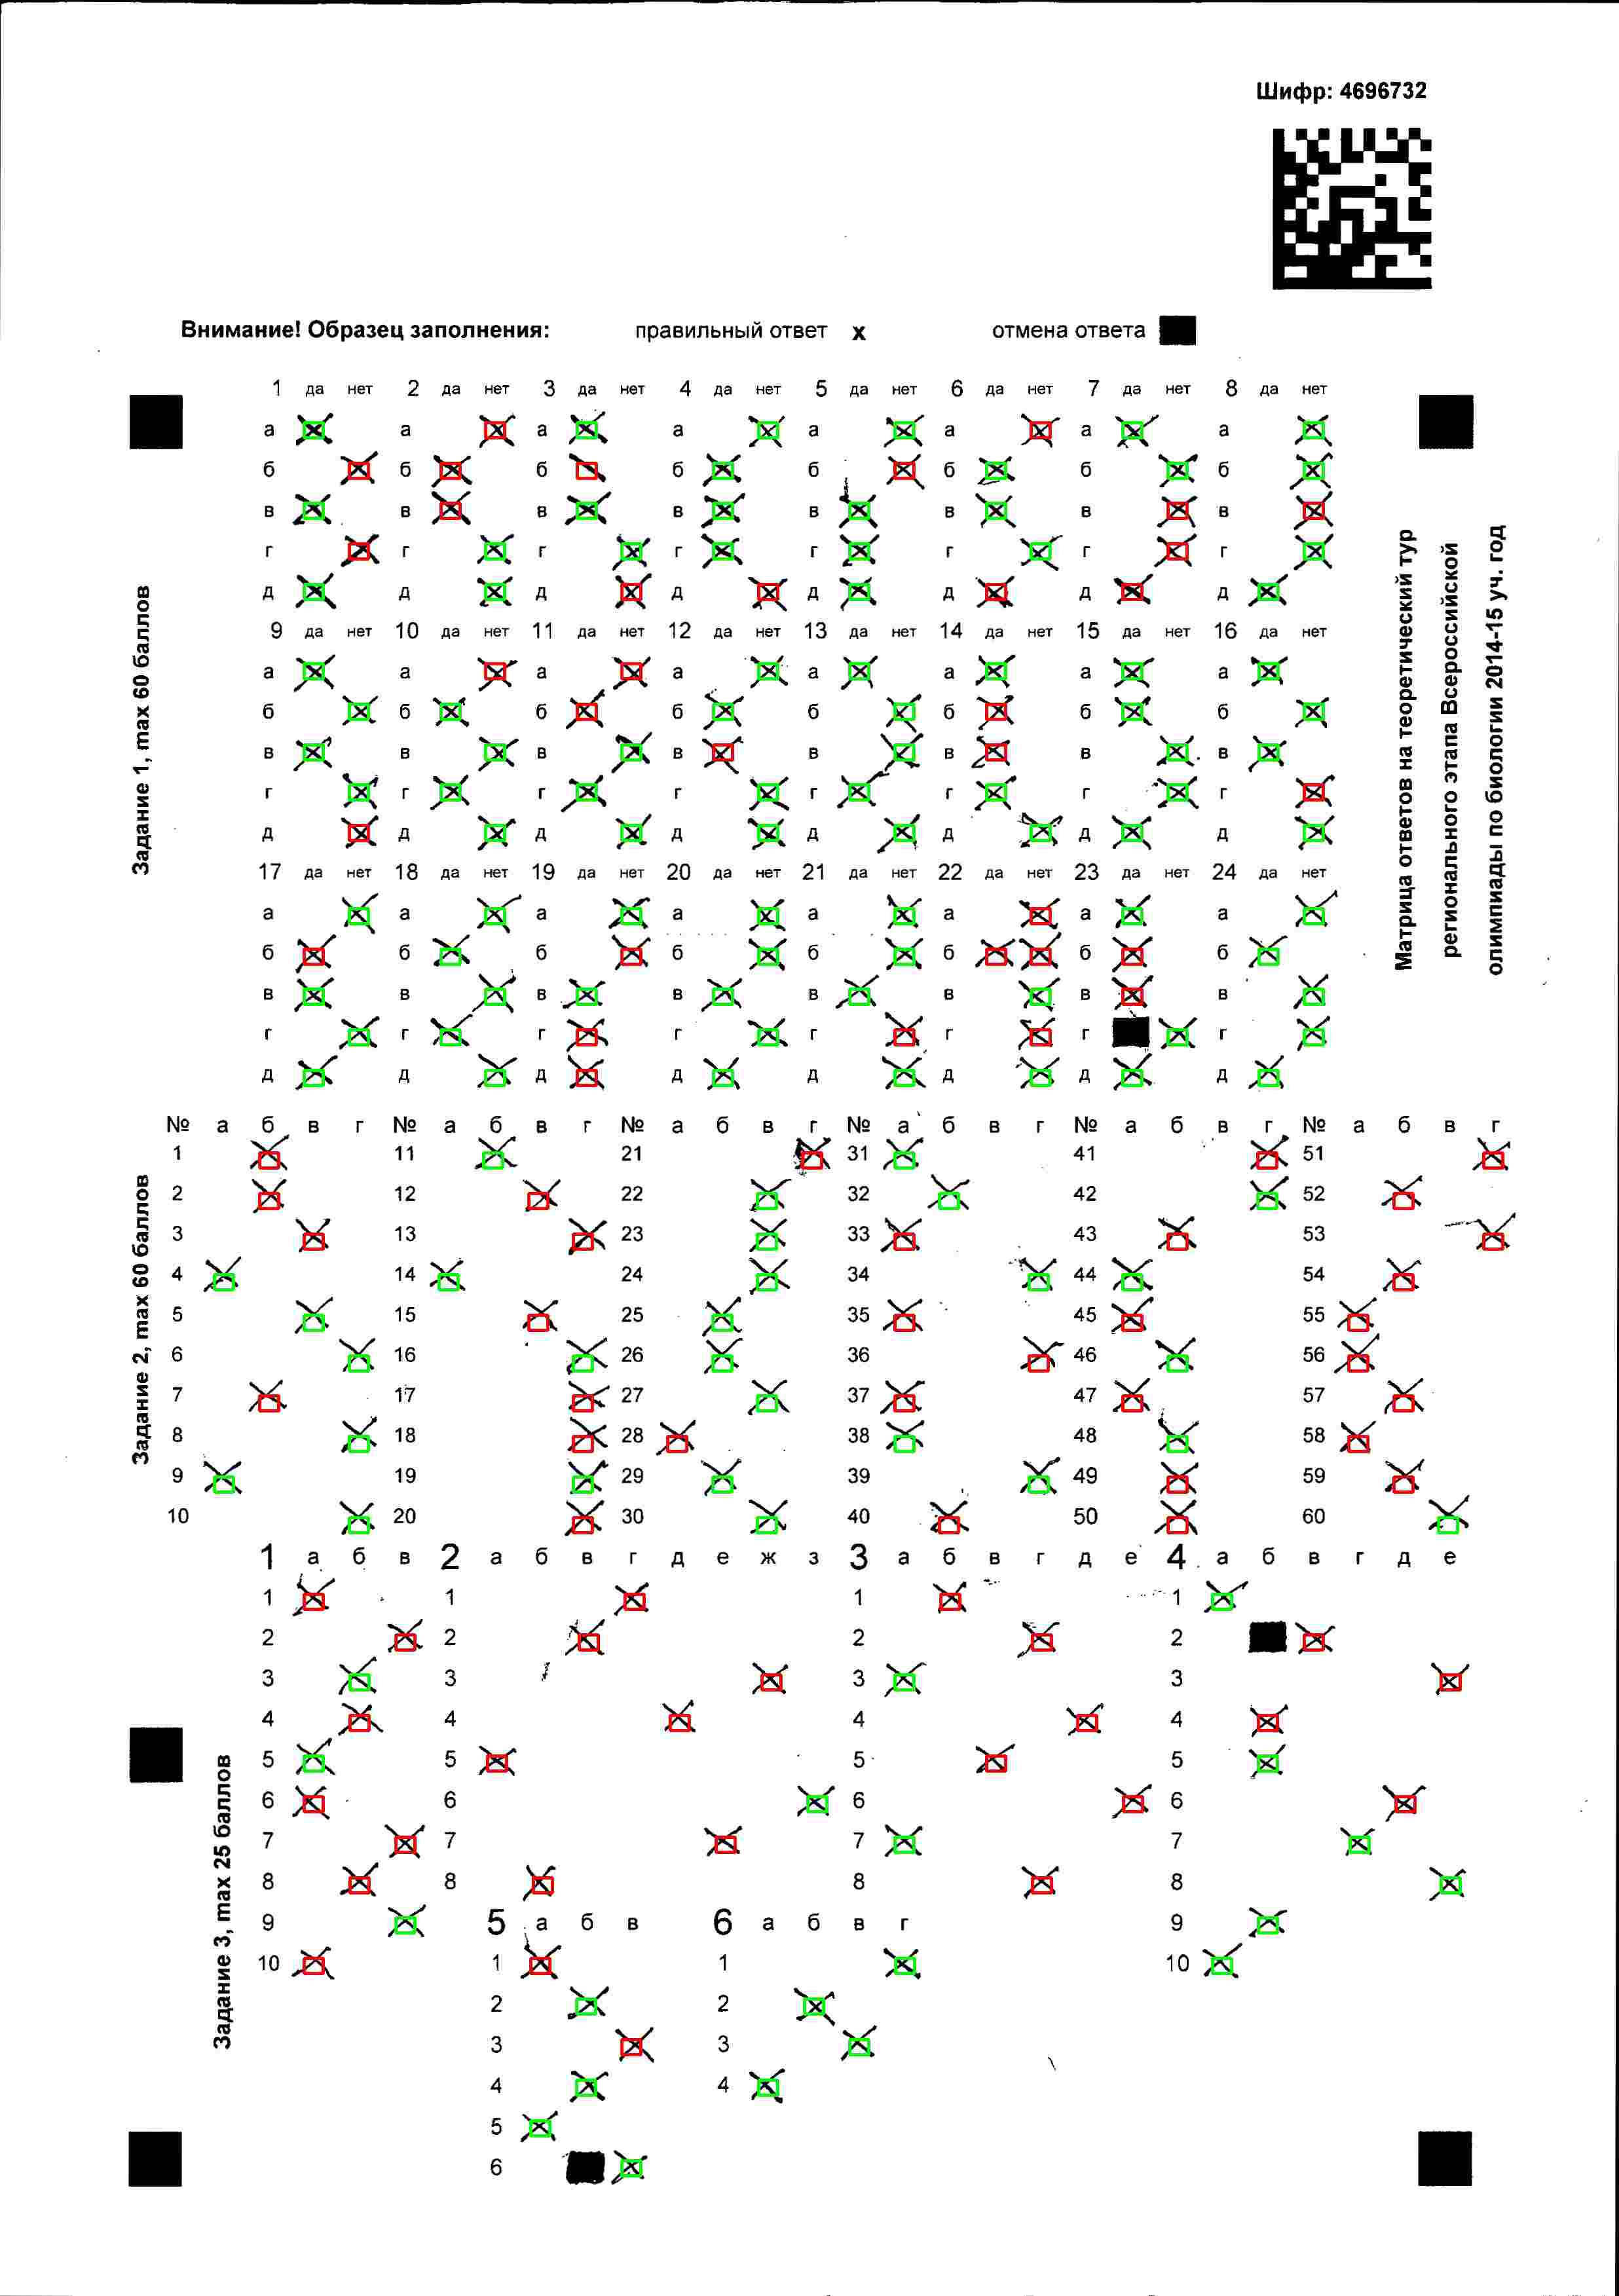 Шифр: 4696732
Внимание! Образец заполнения: правильный ответ х отмена ответа
1 да нет 2 да нет 3 да нет 4 да нет 5 да нет 6 да нет 7 да нет 8 да нет
а а а а а а а а
б б б б б б б б
в в в в в в в в
г г г г г г г г
д д д д д д д д
9 да нет 10 да нет 11 да нет 12 да нет 13 да нет 14 да нет 15 да нет 16 да нет
а а а а а а а а
б б б б б б б б
в в в в в в в в
г г г г г г г г
д д д д д д д д
17 да нет 18 да нет 19 да нет 20 да нет 21 да нет 22 да нет 23 да нет 24 да нет
а а а а а а а а
б б б б б б б б
в в в в в в в в
г г г г г г г г
д д д д д д д д
Задание 1, max 60 баллов
Матрица ответов на теоретический тур
регионального этапа Всероссийской
олимпиады по биологии 2014-15 уч. год
№ а б в г № а б в г № а б в г № а б в г № а б в г № а б в г
1 11 21 31 41 51
2 12 22 32 42 52
3 13 23 33 43 53
4 14 24 34 44 54
5 15 25 35 45 55
6 16 26 36 46 56
7 17 27 37 47 57
8 18 28 38 48 58
9 19 29 39 49 59
10 20 30 40 50 60
Задание 2, max 60 баллов
1 а б в 2 а б в г д е ж з 3 а б в г д е 4 а б в г д е
1 1 1 1
2 2 2 2
3 3 3 3
4 4 4 4
5 5 5 5
6 6 6 6
7 7 7 7
8 8 8 8
9 5 а б в 6 а б в г 9
10 1 1 10
2 2
3 3
4 4
5
6
Задание 3, max 25 баллов